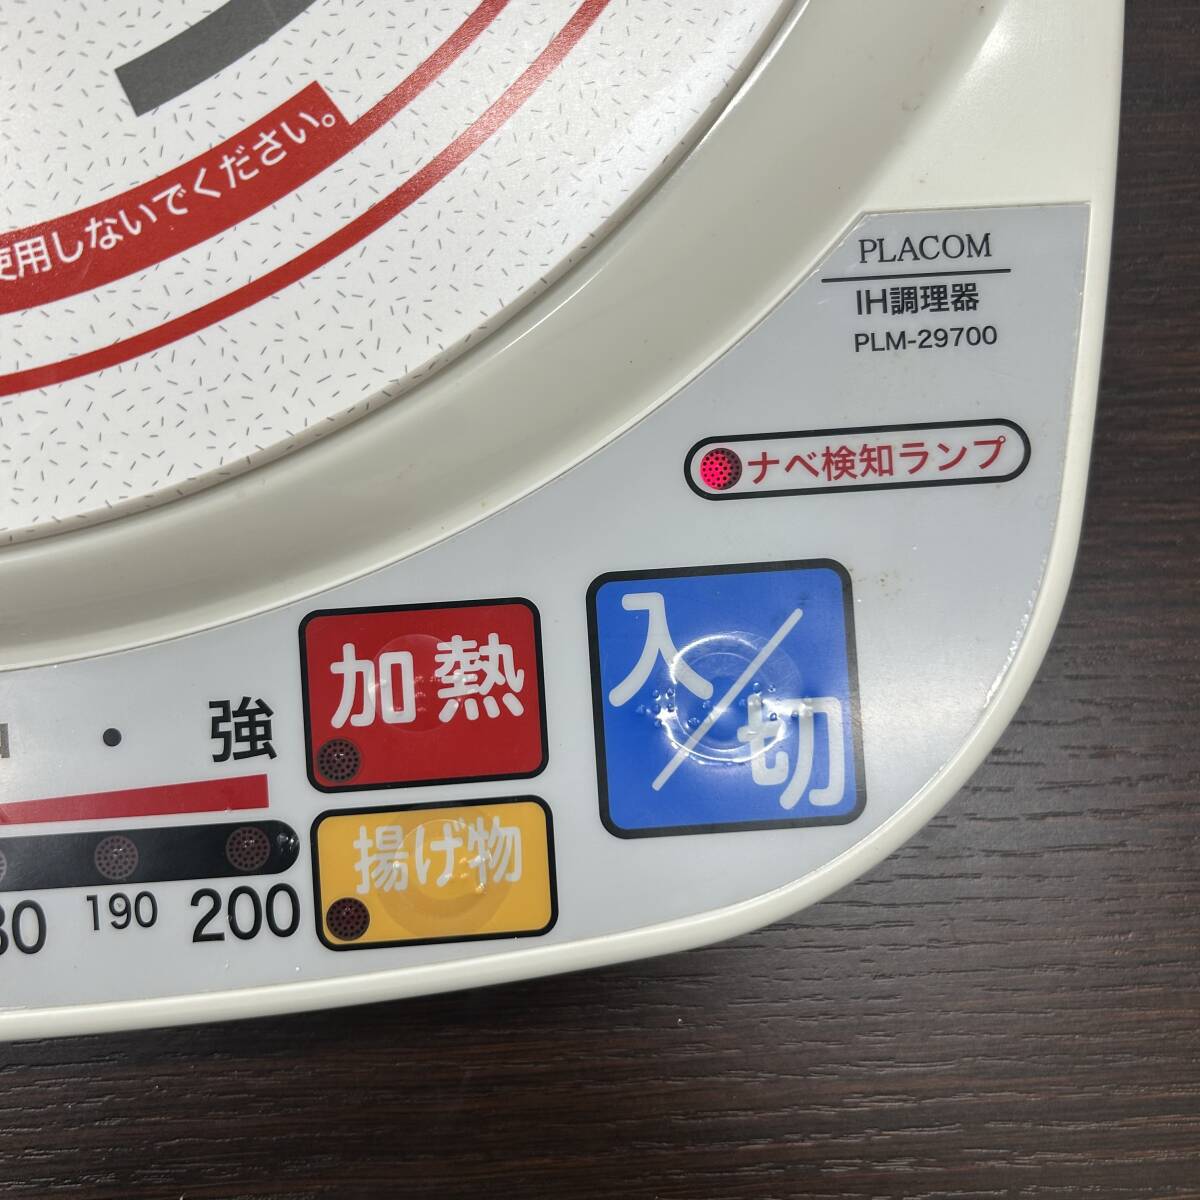 使用しないでください。
PLACOM
IH調理器
PLM-29700
ナベ検知ランプ
入/切
加熱
・ 強
揚げ物
190 200